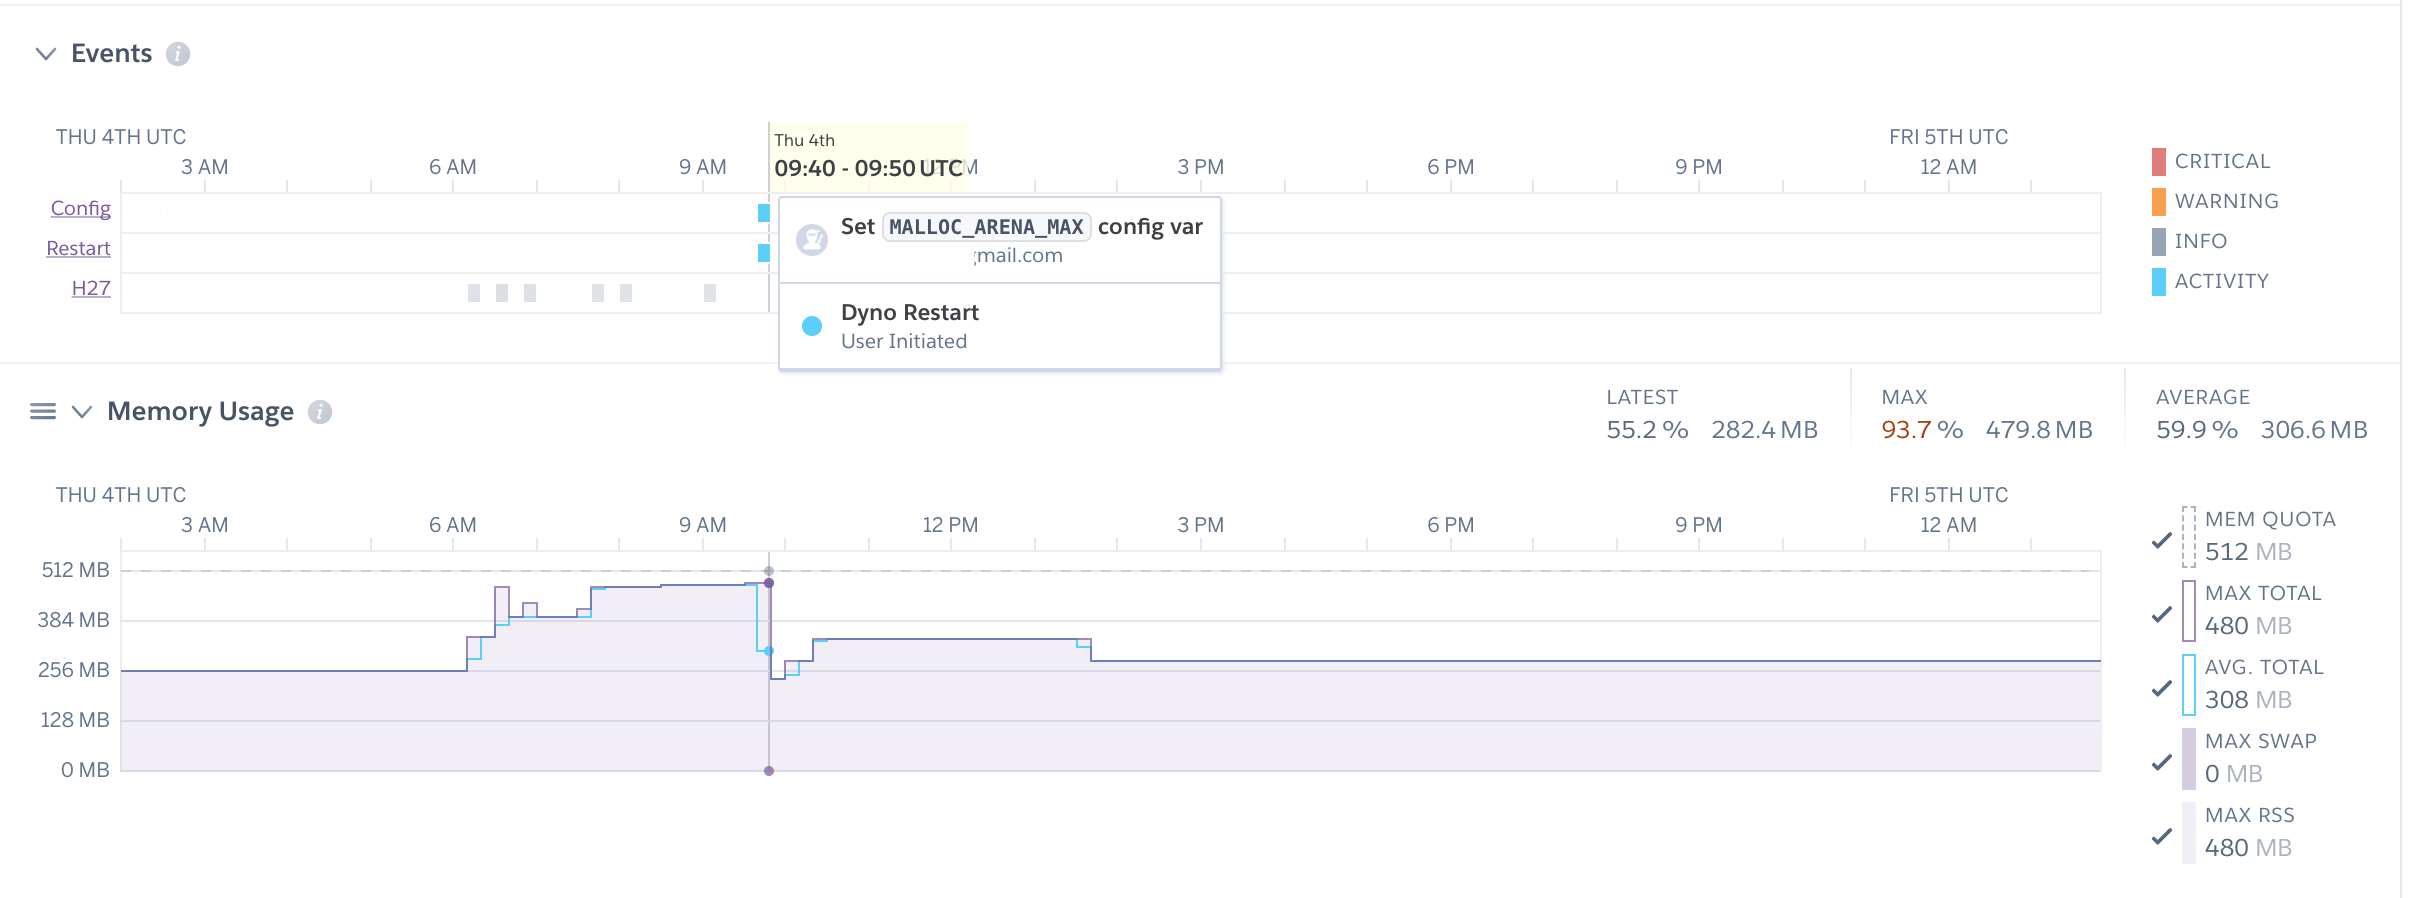 Events
THU 4TH UTC
FRI 5TH UTC
3 AM 6 AM 9 AM 3 PM 6 PM 9 PM 12 AM
Thu 4th
09:40 - 09:50 UTC
Config
Restart
H27
Set MALLOC_ARENA_MAX config var
mail.com
Dyno Restart
User Initiated
CRITICAL
WARNING
INFO
ACTIVITY
Memory Usage
LATEST
55.2 % 282.4 MB
MAX
93.7 % 479.8 MB
AVERAGE
59.9 % 306.6 MB
THU 4TH UTC
FRI 5TH UTC
3 AM 6 AM 9 AM 12 PM 3 PM 6 PM 9 PM 12 AM
512 MB
384 MB
256 MB
128 MB
0 MB
MEM QUOTA
512 MB
MAX TOTAL
480 MB
AVG. TOTAL
308 MB
MAX SWAP
0 MB
MAX RSS
480 MB